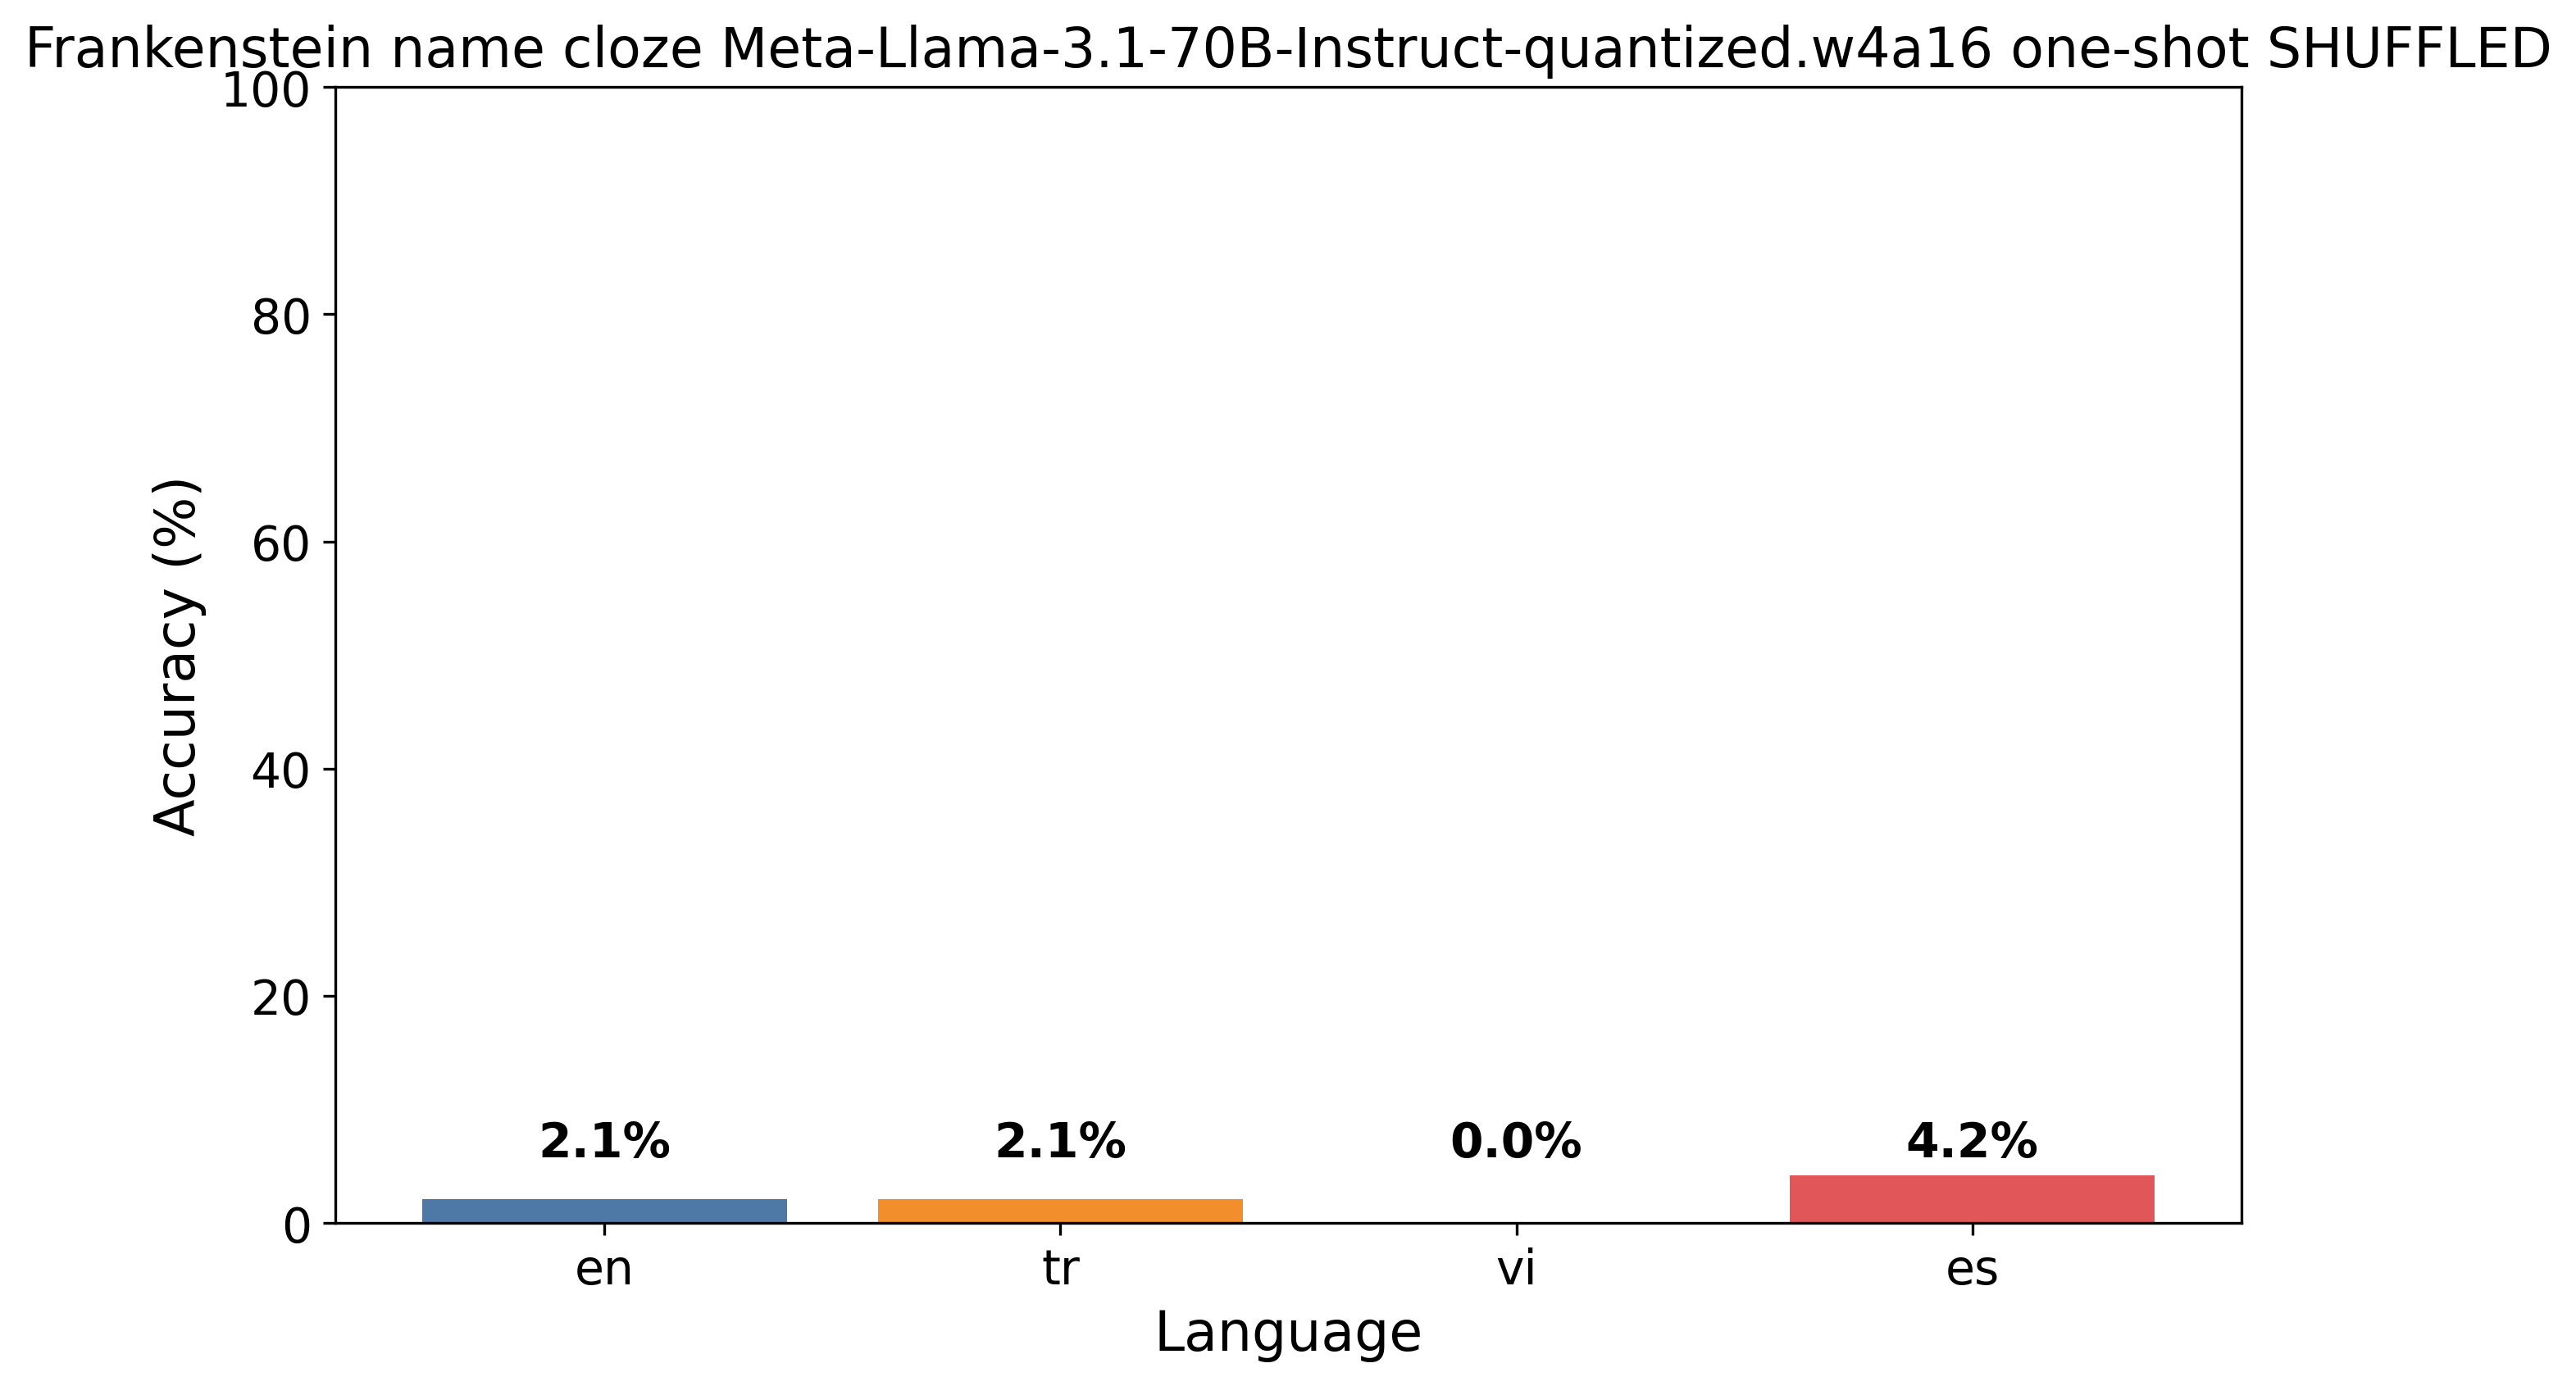 Frankenstein name cloze Meta-Llama-3.1-70B-Instruct-quantized.w4a16 one-shot SHUFFLED
100
80
60
40
20
0
Accuracy (%)
2.1%
2.1%
0.0%
4.2%
en
tr
vi
es
Language